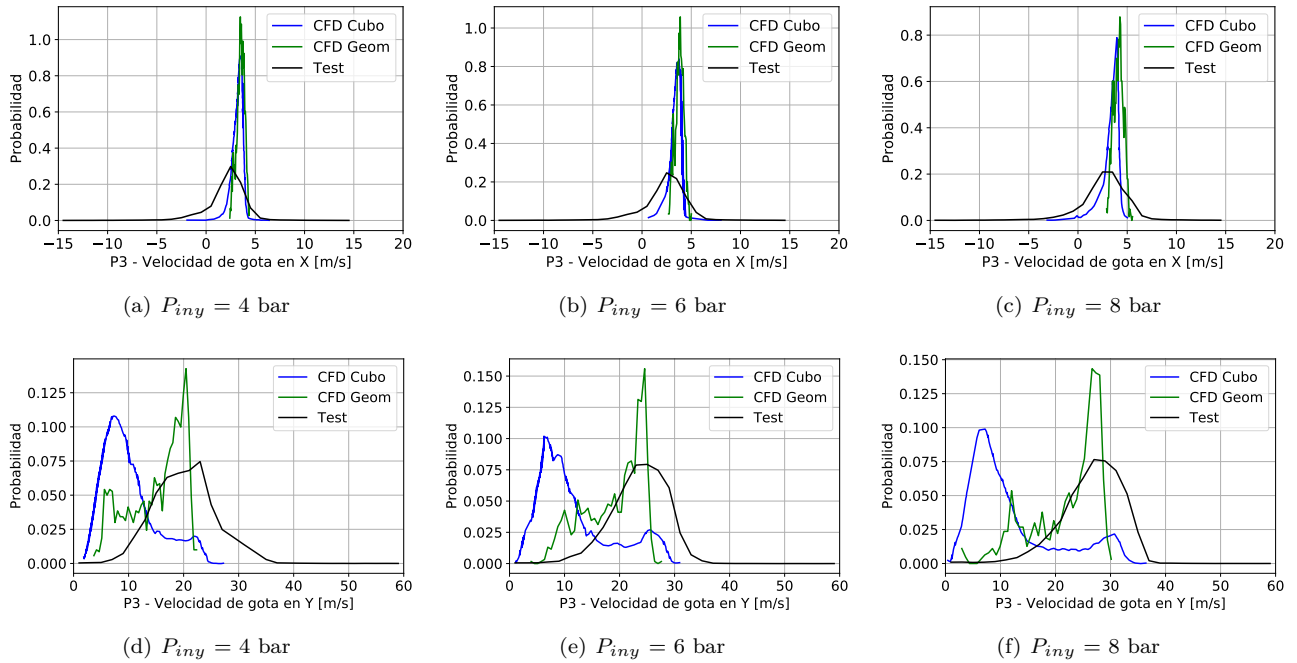 CFD Cubo
CFD Geom
Test
Probabilidad
1.0
0.8
0.6
0.4
0.2
0.0
−15 −10 −5 0 5 10 15 20
P3 - Velocidad de gota en X [m/s]
(a) P_iny = 4 bar
CFD Cubo
CFD Geom
Test
Probabilidad
1.0
0.8
0.6
0.4
0.2
0.0
−15 −10 −5 0 5 10 15 20
P3 - Velocidad de gota en X [m/s]
(b) P_iny = 6 bar
CFD Cubo
CFD Geom
Test
Probabilidad
0.8
0.6
0.4
0.2
0.0
−15 −10 −5 0 5 10 15 20
P3 - Velocidad de gota en X [m/s]
(c) P_iny = 8 bar
CFD Cubo
CFD Geom
Test
Probabilidad
0.125
0.100
0.075
0.050
0.025
0.000
0 10 20 30 40 50 60
P3 - Velocidad de gota en Y [m/s]
(d) P_iny = 4 bar
CFD Cubo
CFD Geom
Test
Probabilidad
0.150
0.125
0.100
0.075
0.050
0.025
0.000
0 10 20 30 40 50 60
P3 - Velocidad de gota en Y [m/s]
(e) P_iny = 6 bar
CFD Cubo
CFD Geom
Test
Probabilidad
0.150
0.125
0.100
0.075
0.050
0.025
0.000
0 10 20 30 40 50 60
P3 - Velocidad de gota en Y [m/s]
(f) P_iny = 8 bar